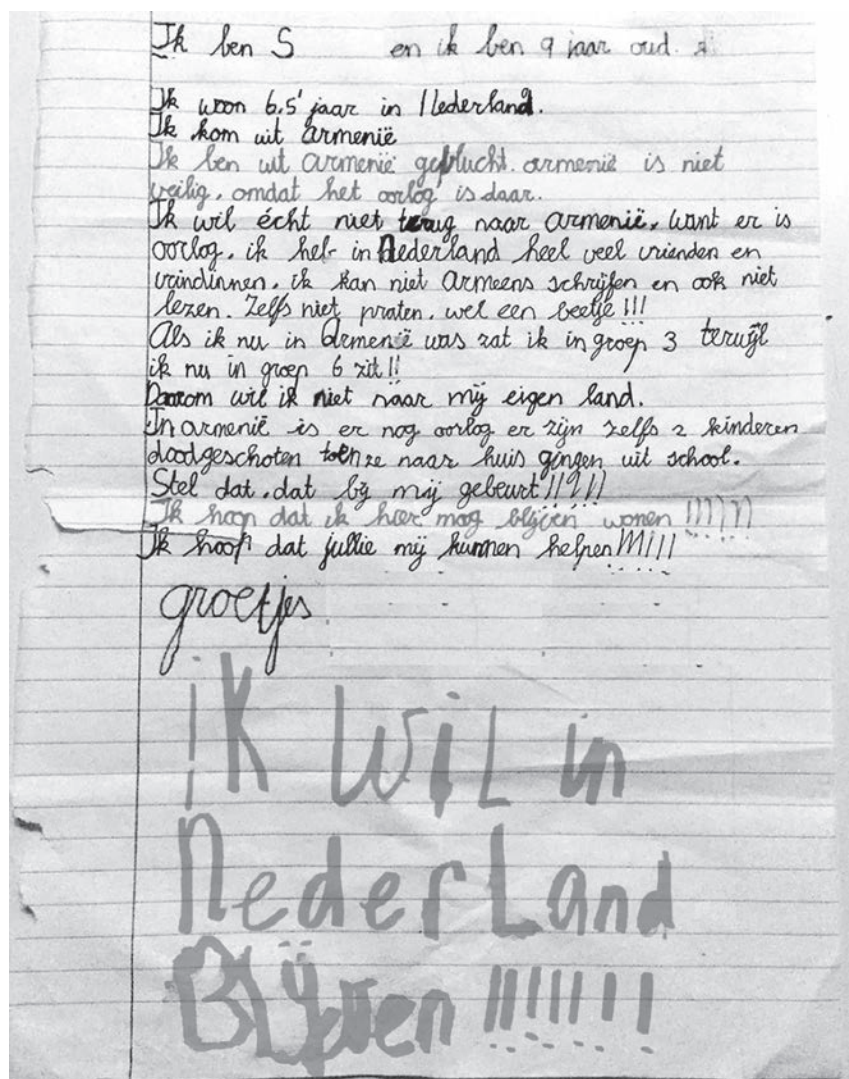 Ik ben S en ik ben 9 jaar oud.
Ik woon 6,5 jaar in Nederland.
Ik kom uit Armenië
Ik ben uit Armenië gevlucht. armenië is niet
veilig, omdat het oorlog is daar.
Ik wil écht niet terug naar armenië, want er is
oorlog, ik heb in Nederland heel veel vrienden en
vrindinnen, ik kan niet Armeens schrijfen en ook niet
lezen. Zelfs niet praten, wel een beetje !!!
Als ik nu in Armenië was zat ik in groep 3 terwijl
ik nu in groep 6 zit!!
Daarom wil ik niet naar mij eigen land.
In armenië is er nog oorlog er zijn zelfs 2 kinderen
doodgeschoten toen ze naar huis gingen uit school.
Stel dat, dat bij mij gebeurt!!?!!
Ik hoop dat ik hier mag blijven wonen !!!!!
Ik hoop dat jullie mij kunnen helpen!!!!!!
groetjes
iK WiL in
NederLand
BLijven !!!!!!!